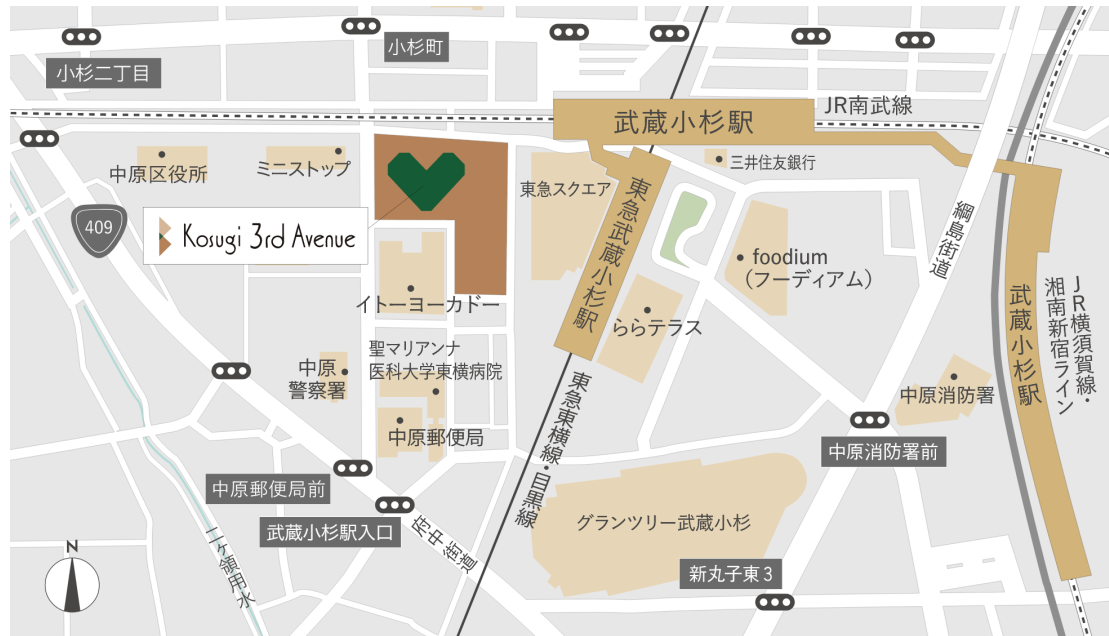 小杉町
小杉二丁目
JR南武線
武蔵小杉駅
三井住友銀行
中原区役所
ミニストップ
東急スクエア
東急武蔵小杉駅
綱島街道
409
Kosugi 3rd Avenue
foodium
(フーディアム)
イトーヨーカドー
ららテラス
武蔵小杉駅
JR横須賀線・
湘南新宿ライン
聖マリアンナ
医科大学東横病院
中原
警察署
東急東横線・目黒線
中原消防署
中原郵便局
中原消防署前
中原郵便局前
武蔵小杉駅入口
府中街道
グランツリー武蔵小杉
新丸子東3
二ヶ領用水
N